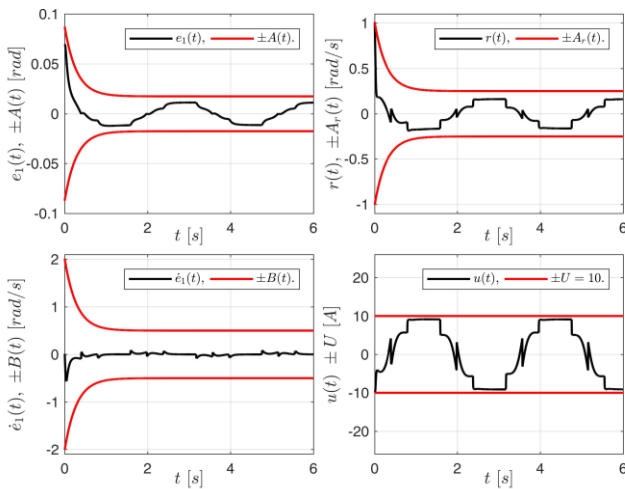 e₁(t), ±A(t) [rad]
0.1
0.05
0
-0.05
-0.1
e₁(t), ±A(t).
0 2 4 6
t [s]
r(t), ±Aᵣ(t) [rad/s]
1
0.5
0
-0.5
-1
r(t), ±Aᵣ(t).
0 2 4 6
t [s]
ė₁(t), ±B(t) [rad/s]
2
1
0
-1
-2
ė₁(t), ±B(t).
0 2 4 6
t [s]
u(t) ±U [A]
20
10
0
-10
-20
u(t), ±U = 10.
0 2 4 6
t [s]